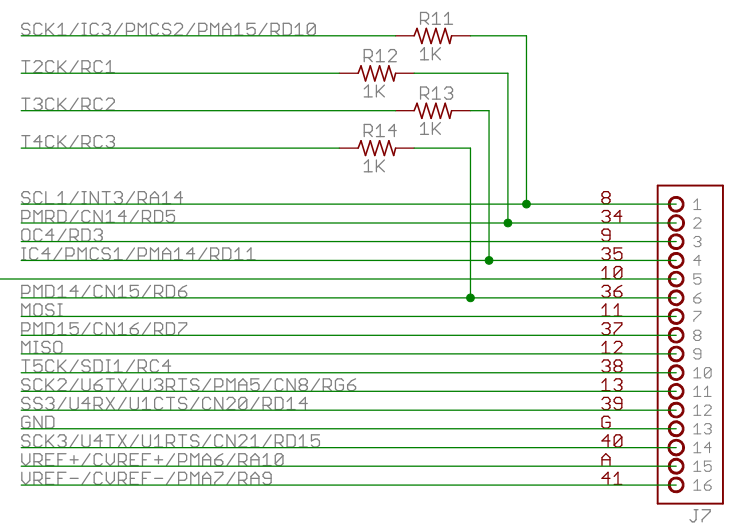 R11
SCK1/IC3/PMCS2/PMA15/RD10
1K
R12
T2CK/RC1
1K
R13
T3CK/RC2
1K
R14
T4CK/RC3
1K
SCL1/INT3/RA14 8 1
PMRD/CN14/RD5 34 2
OC4/RD3 9 3
IC4/PMCS1/PMA14/RD11 35 4
10 5
PMD14/CN15/RD6 36 6
MOSI 11 7
PMD15/CN16/RD7 37 8
MISO 12 9
T5CK/SDI1/RC4 38 10
SCK2/U6TX/U3RTS/PMA5/CN8/RG6 13 11
SS3/U4RX/U1CTS/CN20/RD14 39 12
GND G 13
SCK3/U4TX/U1RTS/CN21/RD15 40 14
VREF+/CVREF+/PMA6/RA10 A 15
VREF-/CVREF-/PMA7/RA9 41 16
J7